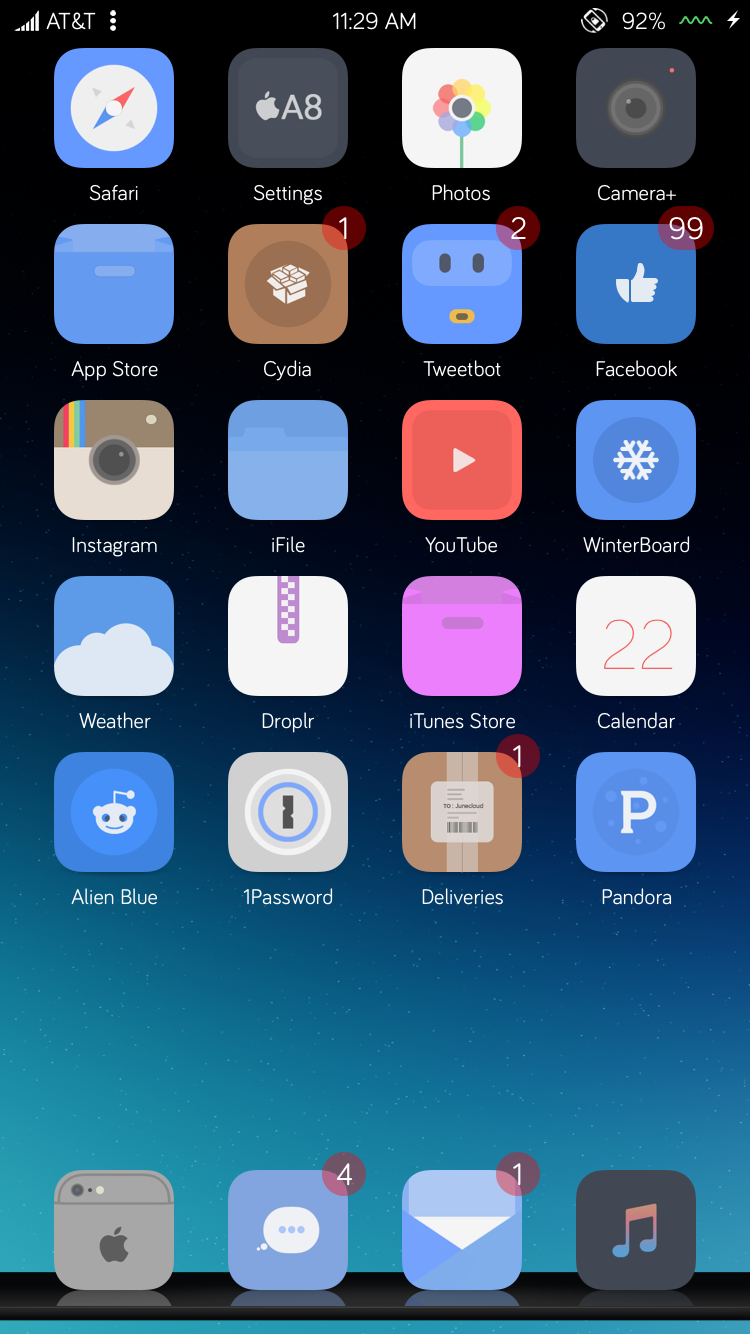 AT&T 11:29 AM 92%
A8
Safari Settings Photos Camera+
1 2 99
App Store Cydia Tweetbot Facebook
Instagram iFile YouTube WinterBoard
22
Weather Droplr iTunes Store Calendar
1
TO : Junecloud
P
Alien Blue 1Password Deliveries Pandora
4 1